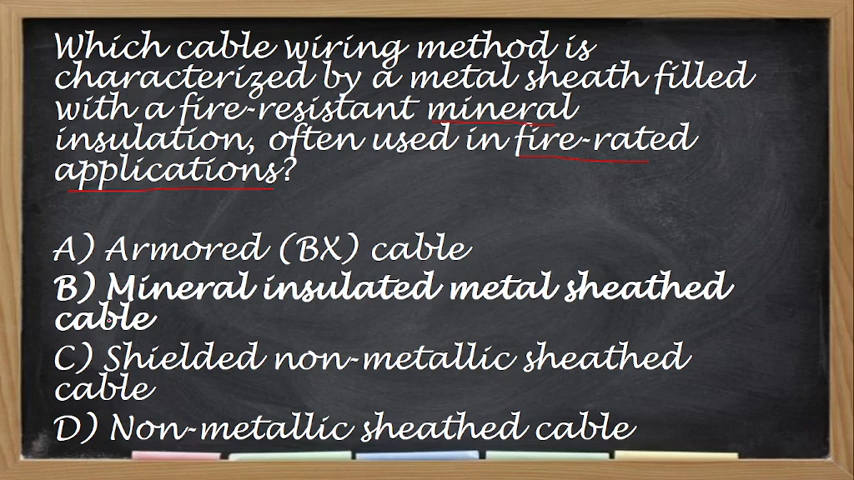 Which cable wiring method is
characterized by a metal sheath filled
with a fire-resistant mineral
insulation, often used in fire-rated
applications?
A) Armored (BX) cable
B) Mineral insulated metal sheathed
cable
C) Shielded non-metallic sheathed
cable
D) Non-metallic sheathed cable